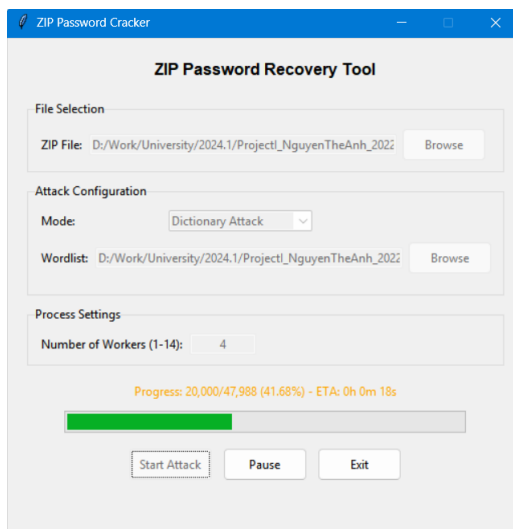 ZIP Password Cracker
ZIP Password Recovery Tool
File Selection
ZIP File: D:/Work/University/2024.1/ProjectI_NguyenTheAnh_2022 Browse
Attack Configuration
Mode: Dictionary Attack
Wordlist: D:/Work/University/2024.1/ProjectI_NguyenTheAnh_2022 Browse
Process Settings
Number of Workers (1-14): 4
Progress: 20,000/47,988 (41.68%) - ETA: 0h 0m 18s
Start Attack Pause Exit